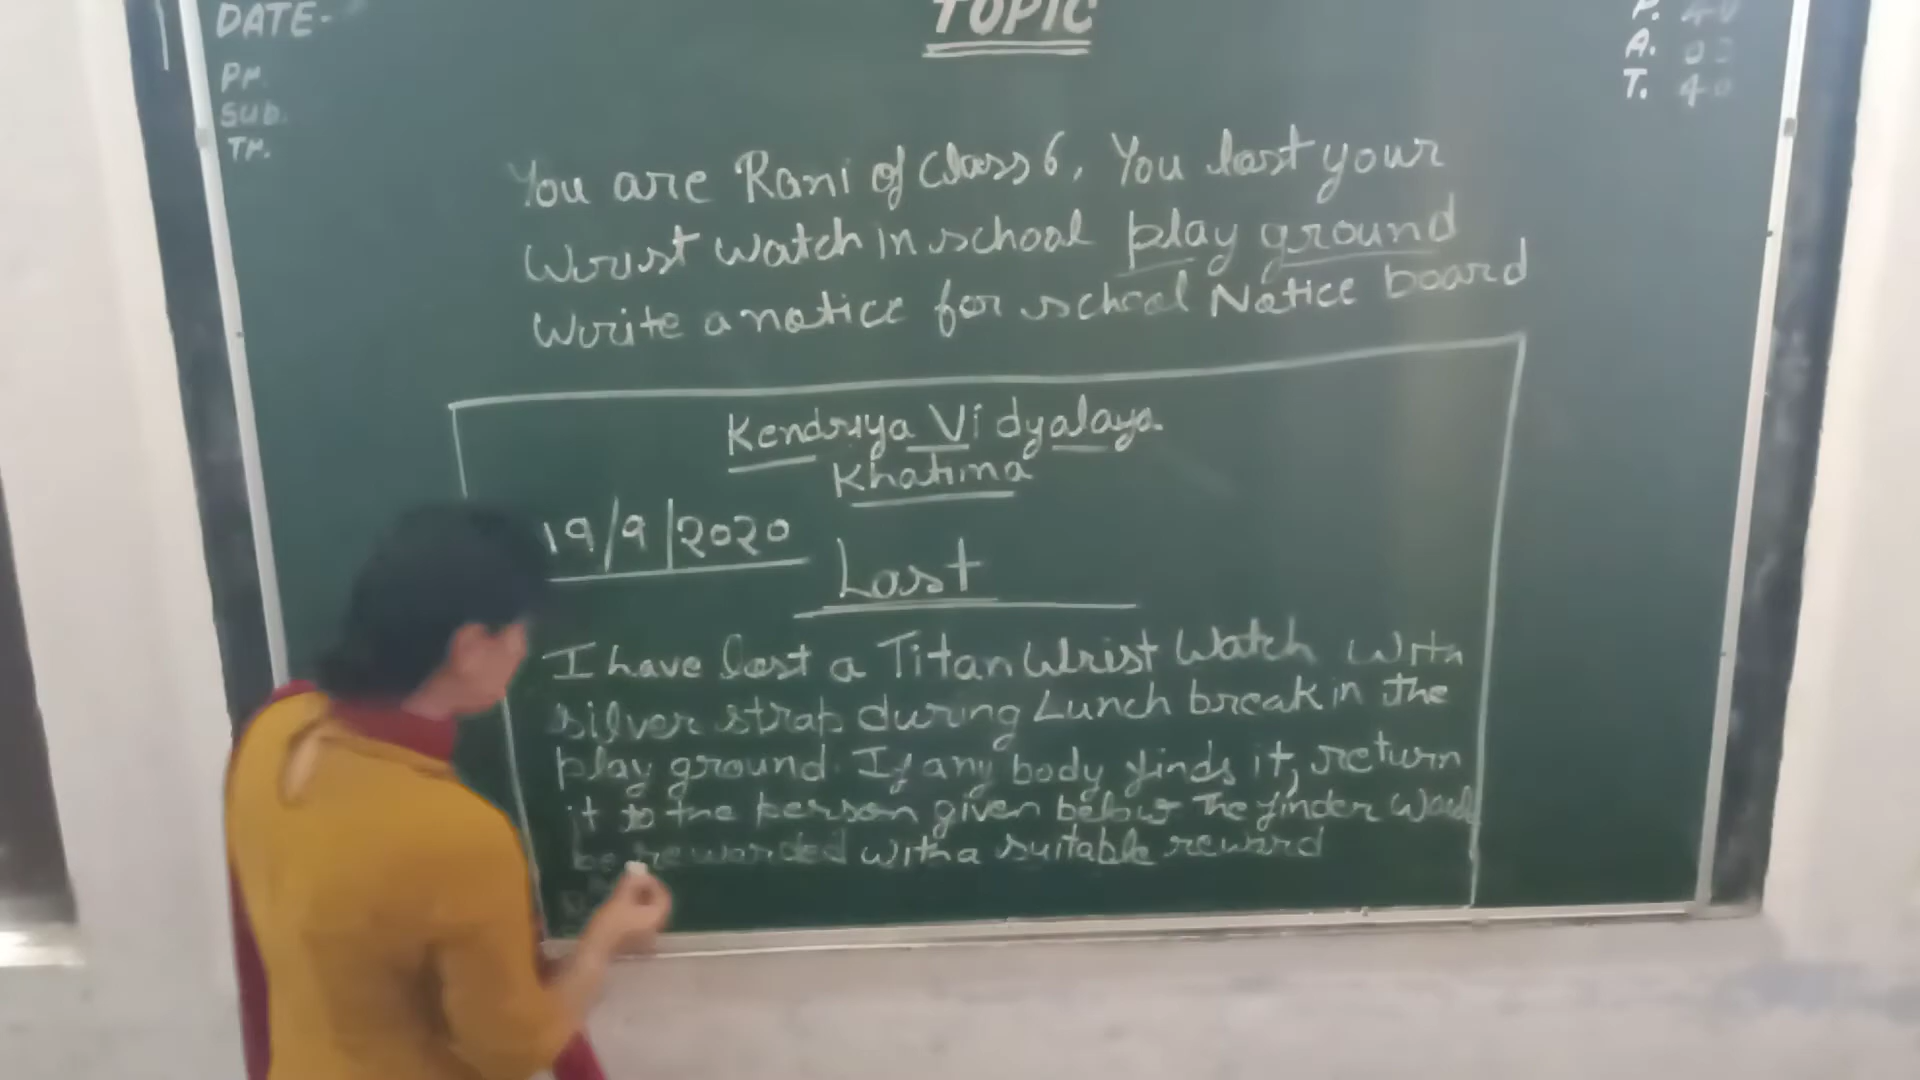 TOPIC
DATE-
Pr.
Sub.
Tr.
P. 40
A.
T. 40
You are Rani of Class 6, You lost your
Wrist watch in school play ground
Write a notice for school Notice board
Kendriya Vidyalaya
Khatima
19/9/2020
Lost
I have lost a Titan Wrist Watch with
silver strap during Lunch break in the
play ground. If any body finds it, return
it to the person given below The finder
be rewarded with a suitable reward